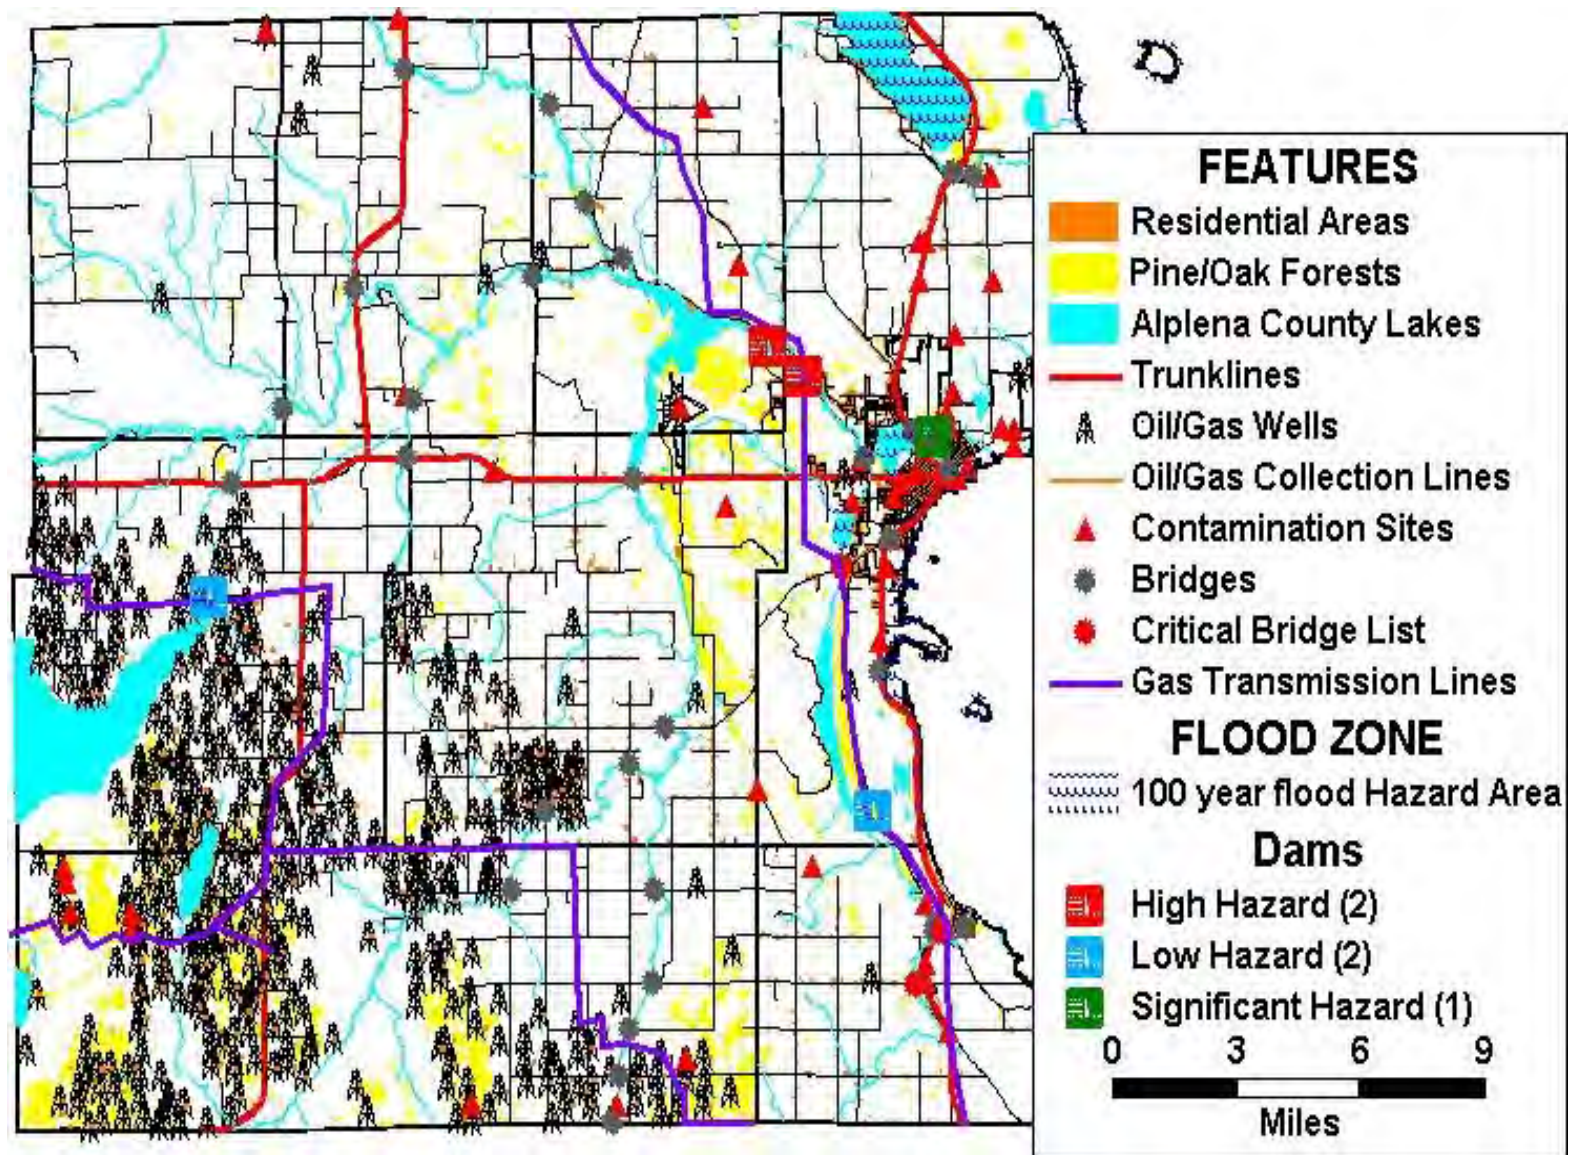 FEATURES
Residential Areas
Pine/Oak Forests
Alplena County Lakes
Trunklines
Oil/Gas Wells
Oil/Gas Collection Lines
Contamination Sites
Bridges
Critical Bridge List
Gas Transmission Lines
FLOOD ZONE
100 year flood Hazard Area
Dams
High Hazard (2)
Low Hazard (2)
Significant Hazard (1)
0 3 6 9
Miles